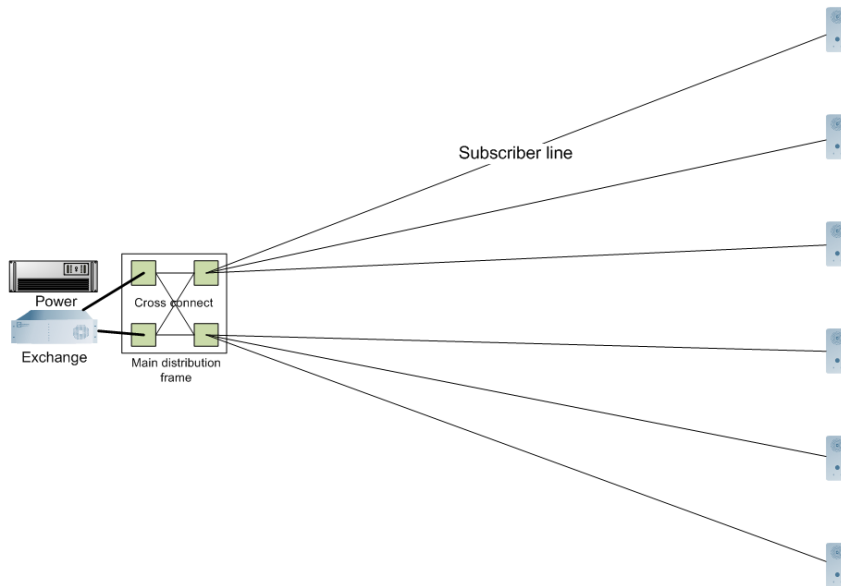 Subscriber line
Power
Cross connect
Exchange
Main distribution
frame